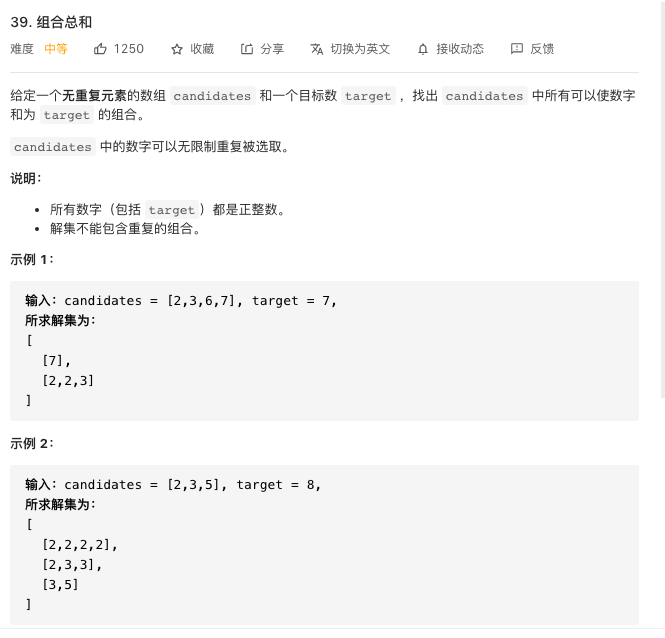 39. 组合总和
难度 中等 1250 收藏 分享 切换为英文 接收动态 反馈
给定一个无重复元素的数组 candidates 和一个目标数 target ，找出 candidates 中所有可以使数字
和为 target 的组合。
candidates 中的数字可以无限制重复被选取。
说明：
• 所有数字（包括 target）都是正整数。
• 解集不能包含重复的组合。
示例 1：
输入：candidates = [2,3,6,7], target = 7,
所求解集为：
[
[7],
[2,2,3]
]
示例 2：
输入：candidates = [2,3,5], target = 8,
所求解集为：
[
[2,2,2,2],
[2,3,3],
[3,5]
]